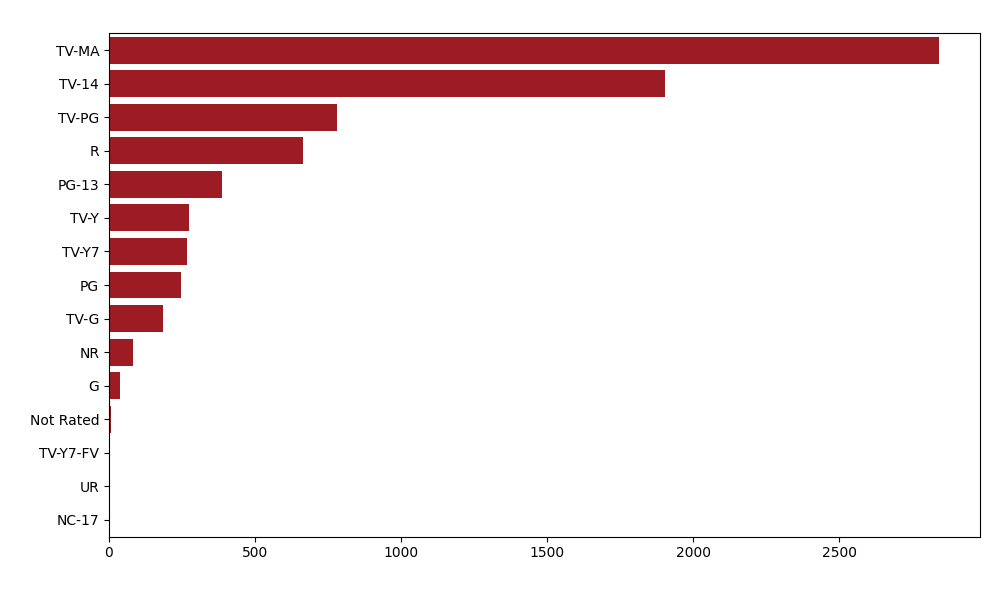 TV-MA
TV-14
TV-PG
R
PG-13
TV-Y
TV-Y7
PG
TV-G
NR
G
Not Rated
TV-Y7-FV
UR
NC-17
0 500 1000 1500 2000 2500